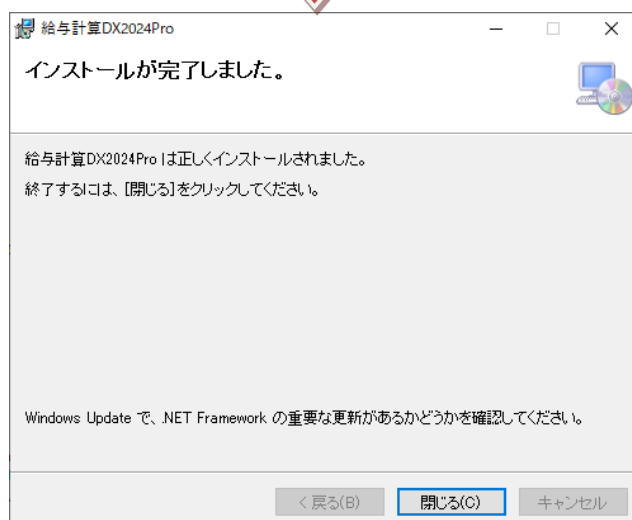 給与計算DX2024Pro
インストールが完了しました。
給与計算DX2024Pro は正しくインストールされました。
終了するには、[閉じる]をクリックしてください。
Windows Update で、.NET Framework の重要な更新があるかどうかを確認してください。
< 戻る(B) 閉じる(C) キャンセル